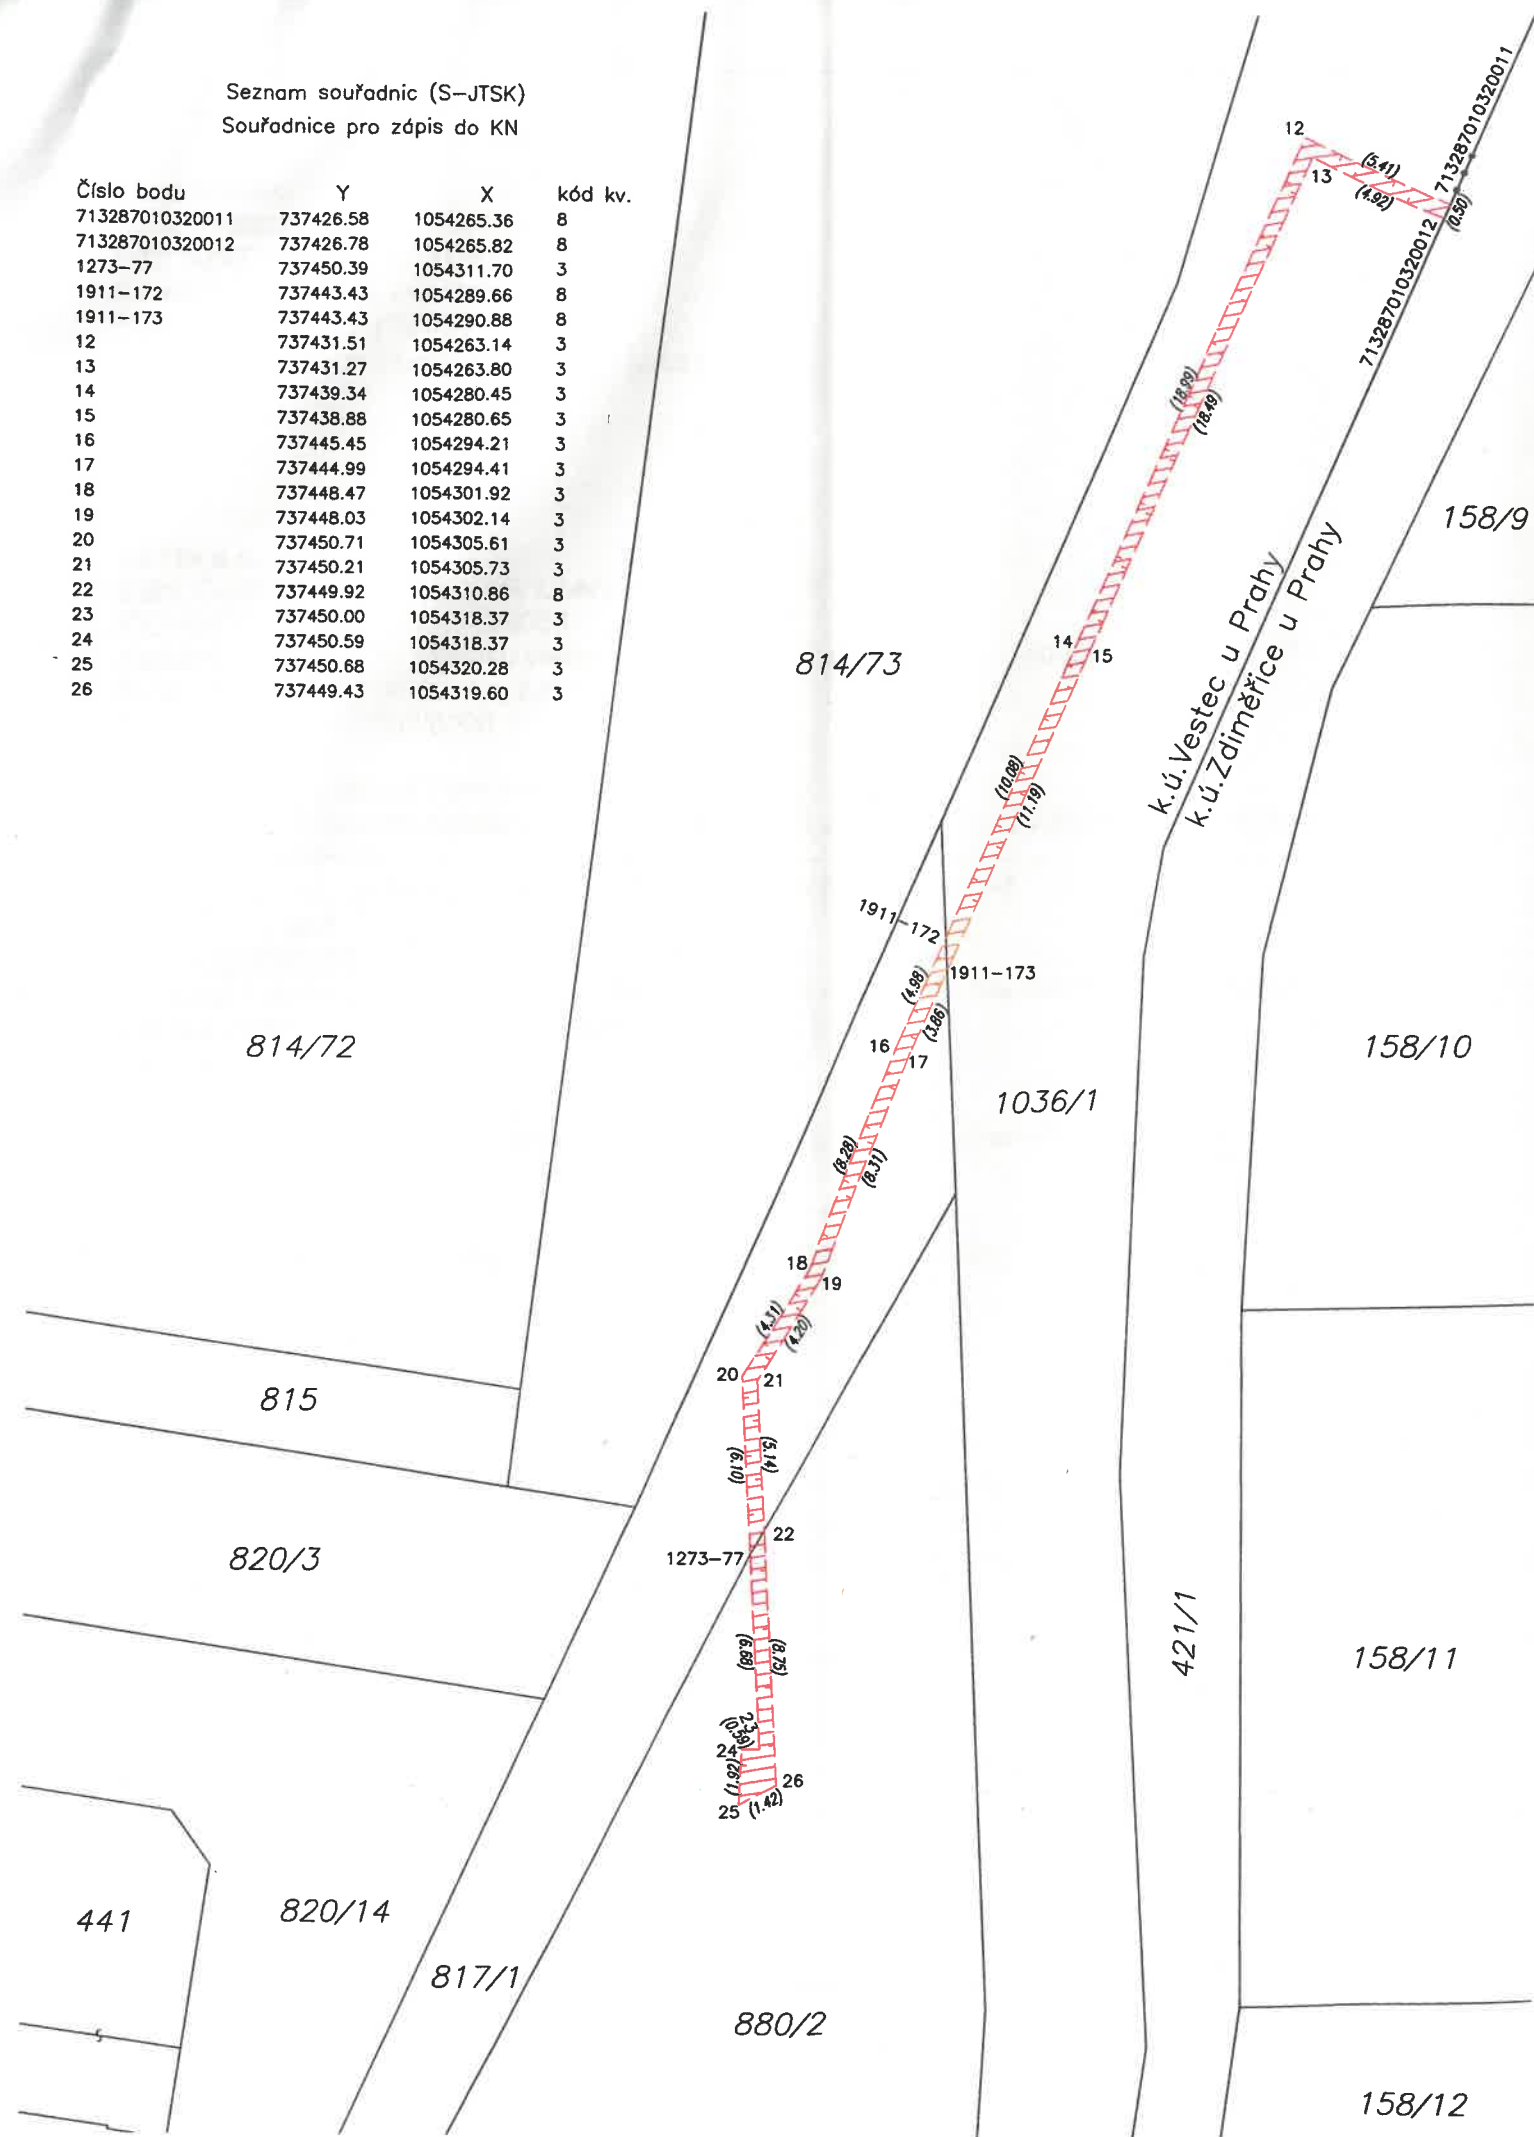 Seznam souřadnic (S-JTSK)
Souřadnice pro zápis do KN
Číslo bodu Y X kód kv.
713287010320011 737426.58 1054265.36 8
713287010320012 737426.78 1054265.82 8
1273-77 737450.39 1054311.70 3
1911-172 737443.43 1054289.66 8
1911-173 737443.43 1054290.88 8
12 737431.51 1054263.14 3
13 737431.27 1054263.80 3
14 737439.34 1054280.45 3
15 737438.88 1054280.65 3
16 737445.45 1054294.21 3
17 737444.99 1054294.41 3
18 737448.47 1054301.92 3
19 737448.03 1054302.14 3
20 737450.71 1054305.61 3
21 737450.21 1054305.73 3
22 737449.92 1054310.86 8
23 737450.00 1054318.37 3
24 737450.59 1054318.37 3
25 737450.68 1054320.28 3
26 737449.43 1054319.60 3
713287010320011
12
(5.41)
13
(4.92)
(0.50)
713287010320012
(18.99)
(18.49)
158/9
k.ú.Vestec u Prahy
k.ú.Zdiměřice u Prahy
14
15
814/73
(10.08)
(11.19)
1911-172
1911-173
(4.98)
(3.86)
16
17
814/72
158/10
1036/1
(8.28)
(8.31)
18
19
(4.31)
(4.20)
20
21
815
(6.10)
(5.14)
22
1273-77
820/3
421/1
158/11
(6.68)
(8.75)
23
(0.59)
24
(1.92)
26
25
(1.42)
441
820/14
817/1
880/2
158/12